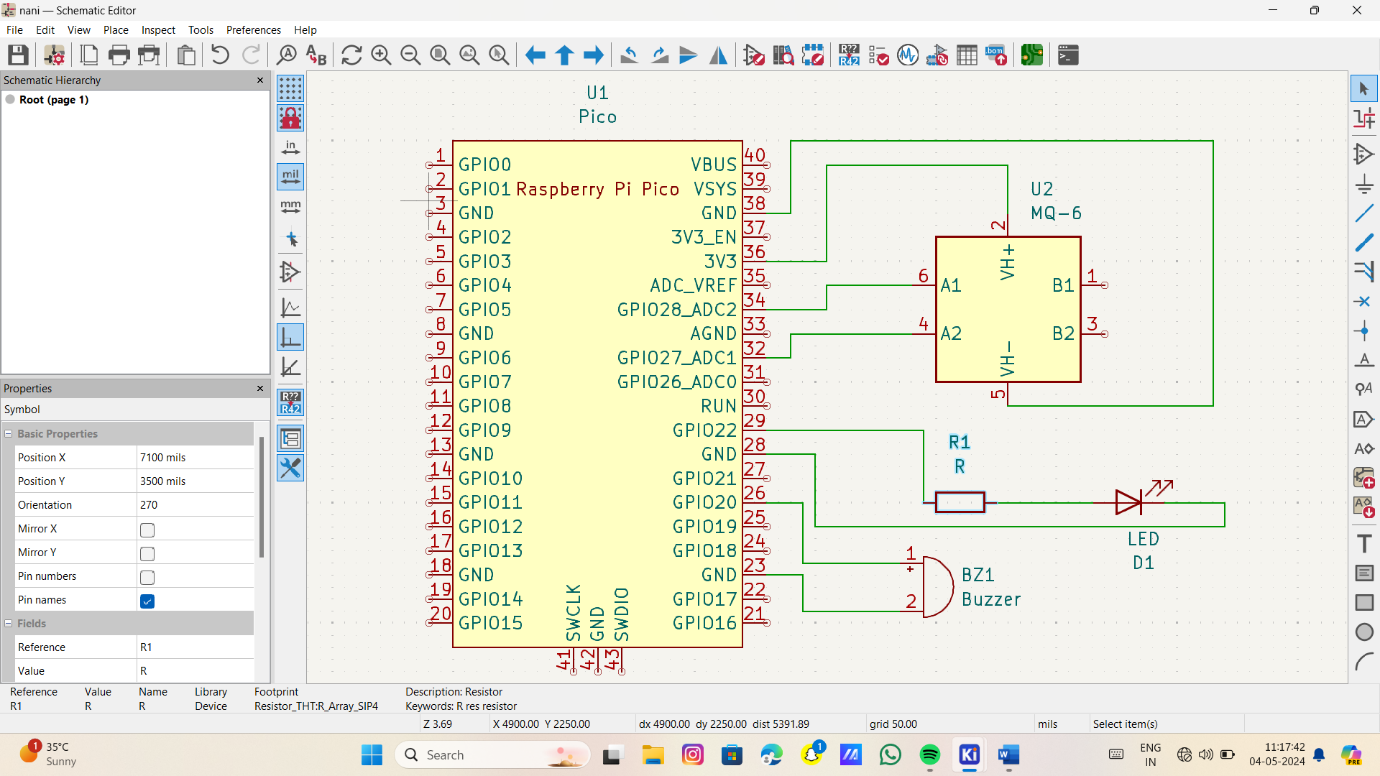 nani — Schematic Editor
File Edit View Place Inspect Tools Preferences Help
Schematic Hierarchy
Root (page 1)
in
mil
mm
R??
R42
Properties
Symbol
Basic Properties
Position X 7100 mils
Position Y 3500 mils
Orientation 270
Mirror X
Mirror Y
Pin numbers
Pin names
Fields
Reference R1
Value R
U1
Pico
Raspberry Pi Pico
1 GPIO0
2 GPIO1
3 GND
4 GPIO2
5 GPIO3
6 GPIO4
7 GPIO5
8 GND
9 GPIO6
10 GPIO7
11 GPIO8
12 GPIO9
13 GND
14 GPIO10
15 GPIO11
16 GPIO12
17 GPIO13
18 GND
19 GPIO14
20 GPIO15
VBUS 40
VSYS 39
GND 38
3V3_EN 37
3V3 36
ADC_VREF 35
GPIO28_ADC2 34
AGND 33
GPIO27_ADC1 32
GPIO26_ADC0 31
RUN 30
GPIO22 29
GND 28
GPIO21 27
GPIO20 26
GPIO19 25
GPIO18 24
GND 23
GPIO17 22
GPIO16 21
SWCLK 41
GND 42
SWDIO 43
U2
MQ-6
2 VH+
6 A1
4 A2
B1 1
B2 3
5 VH-
R1
R
LED
D1
1
+
2
BZ1
Buzzer
Reference Value Name Library Footprint Description: Resistor
R1 R R Device Resistor_THT:R_Array_SIP4 Keywords: R res resistor
Z 3.69 X 4900.00 Y 2250.00 dx 4900.00 dy 2250.00 dist 5391.89 grid 50.00 mils Select item(s)
1
35°C
Sunny
Search
1
Ki
ENG
IN
11:17:42
04-05-2024
PRE